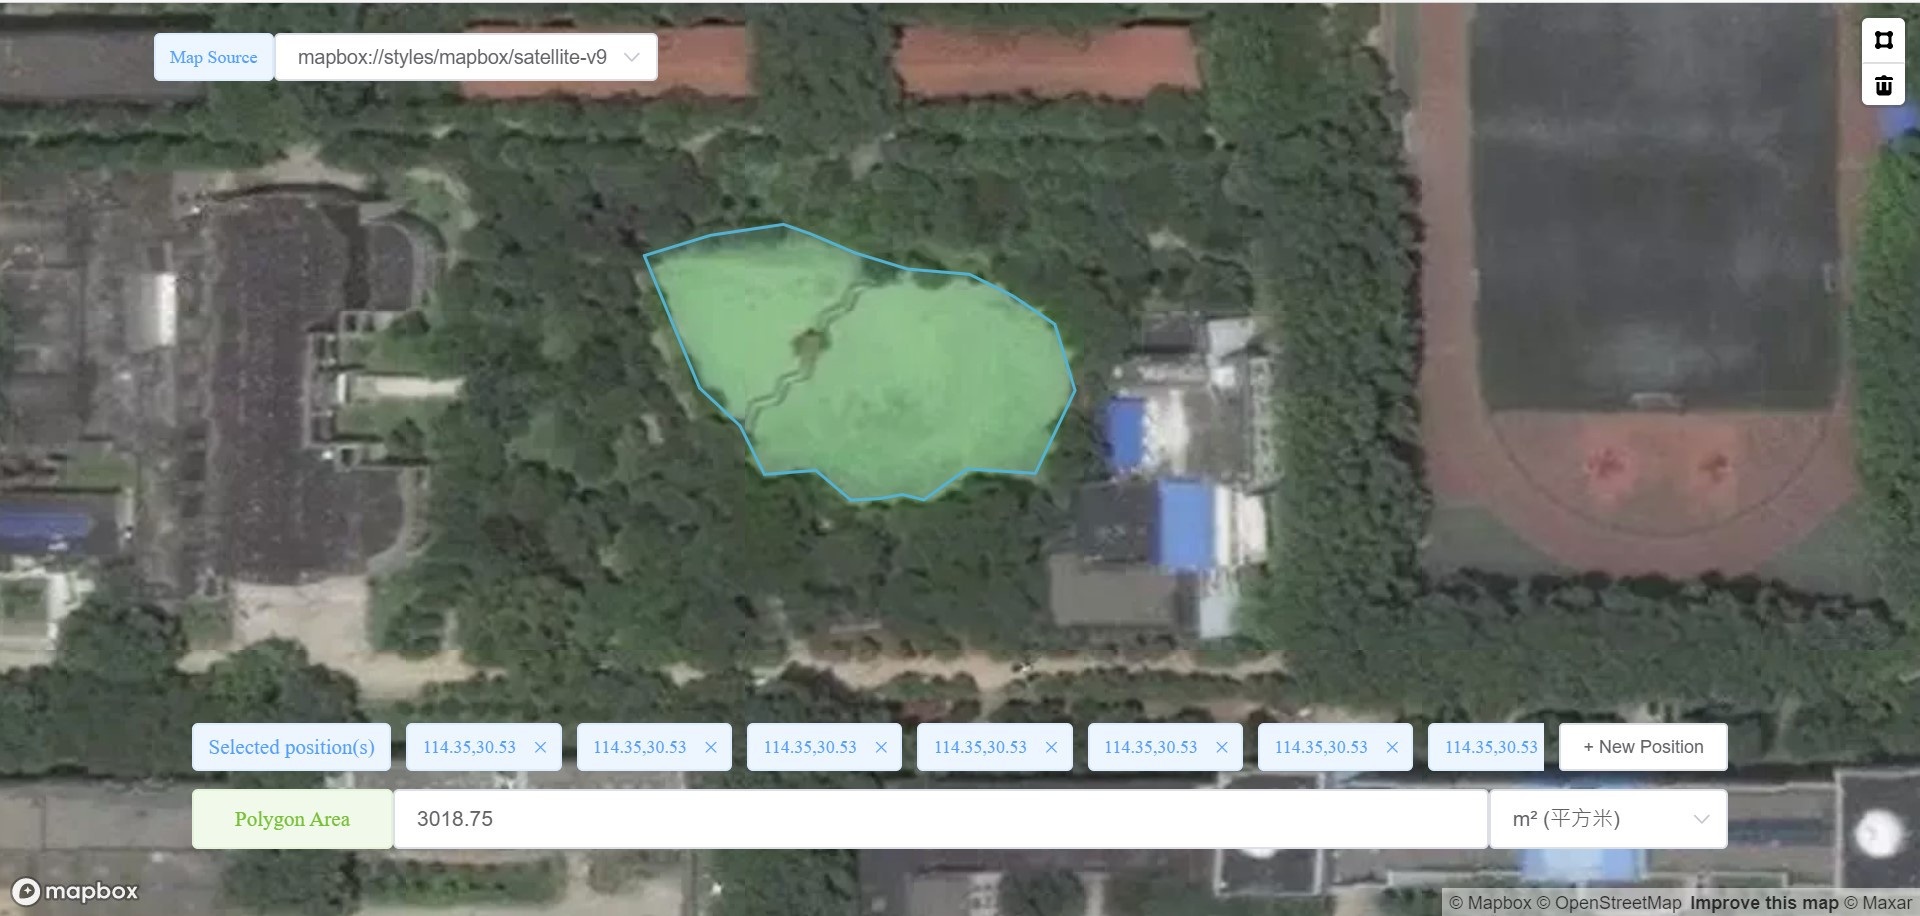 Map Source
mapbox://styles/mapbox/satellite-v9
Selected position(s)
114.35,30.53
114.35,30.53
114.35,30.53
114.35,30.53
114.35,30.53
114.35,30.53
114.35,30.53
+ New Position
Polygon Area
3018.75
m² (平方米)
mapbox
© Mapbox © OpenStreetMap Improve this map © Maxar